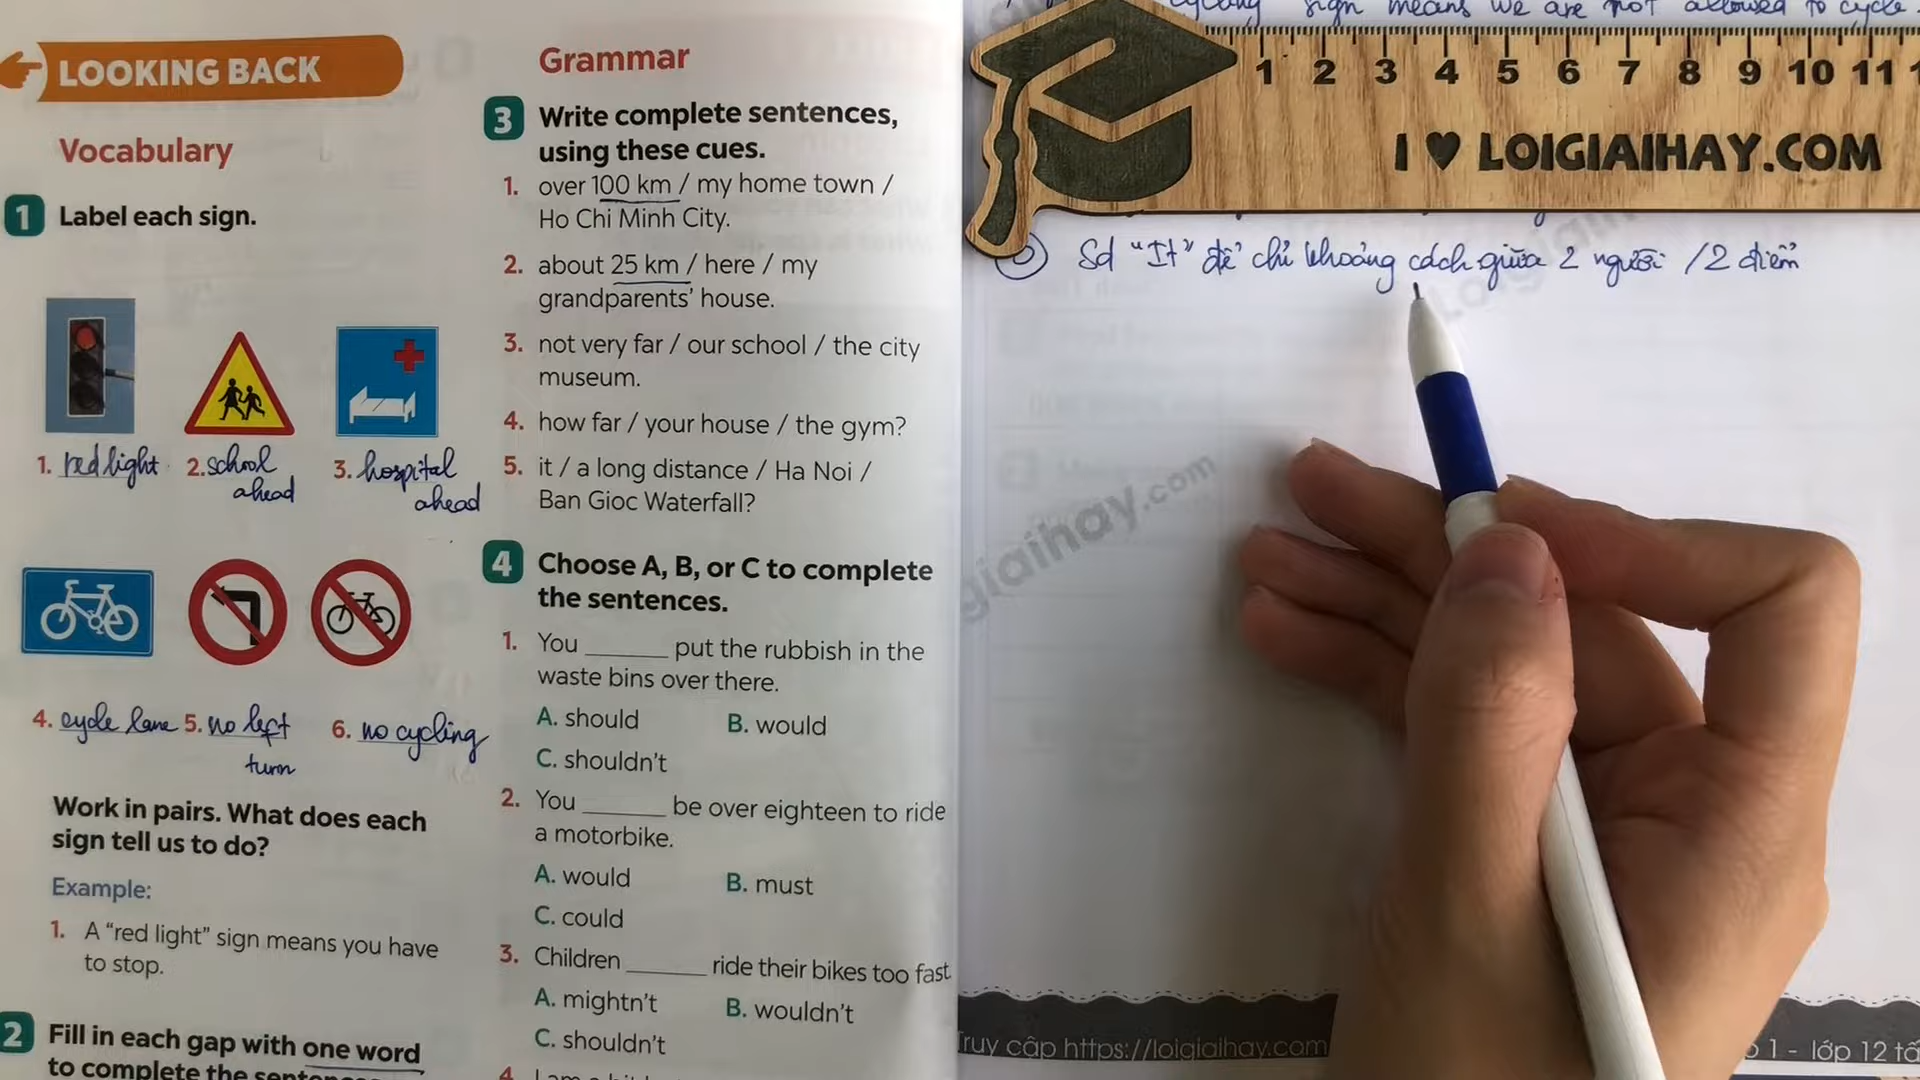 LOOKING BACK
Vocabulary
1 Label each sign.
1. red light
2. school
ahead
3. hospital
ahead
4. cycle lane
5. no left
turn
6. no cycling
Work in pairs. What does each
sign tell us to do?
Example:
1. A “red light” sign means you have
to stop.
2 Fill in each gap with one word
to complete the
Grammar
3 Write complete sentences,
using these cues.
1. over 100 km / my home town /
Ho Chi Minh City.
2. about 25 km / here / my
grandparents’ house.
3. not very far / our school / the city
museum.
4. how far / your house / the gym?
5. it / a long distance / Ha Noi /
Ban Gioc Waterfall?
4 Choose A, B, or C to complete
the sentences.
1. You ______ put the rubbish in the
waste bins over there.
A. should B. would
C. shouldn’t
2. You ______ be over eighteen to ride
a motorbike.
A. would B. must
C. could
3. Children ______ ride their bikes too fast
A. mightn’t B. wouldn’t
C. shouldn’t
4.
sign means we are not allowed to cycle.
1 2 3 4 5 6 7 8 9 10 11
I ♥ LOIGIAIHAY.COM
Sd "It" để chỉ khoảng cách giữa 2 người / 2 điểm
giaihay.com
Truy cập https://loigiaihay.com
1 - lớp 12